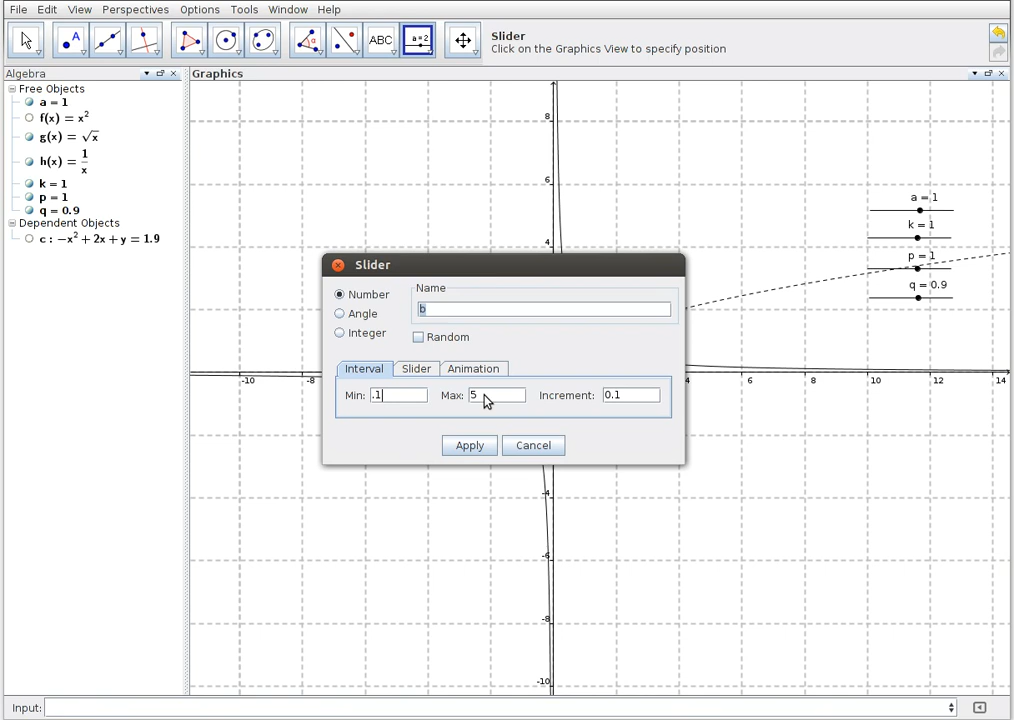 File Edit View Perspectives Options Tools Window Help
A
α
ABC
a=2
Slider
Click on the Graphics View to specify position
Algebra
Graphics
Free Objects
a = 1
f(x) = x²
g(x) = √x
h(x) = 1/x
k = 1
p = 1
q = 0.9
Dependent Objects
c : −x² + 2x + y = 1.9
8
6
4
-10 -8 4 6 8 10 12 14
-4
-6
-8
-10
a = 1
k = 1
p = 1
q = 0.9
Slider
Number
Angle
Integer
Name
b
Random
Interval Slider Animation
Min: .1 Max: 5 Increment: 0.1
Apply Cancel
Input: